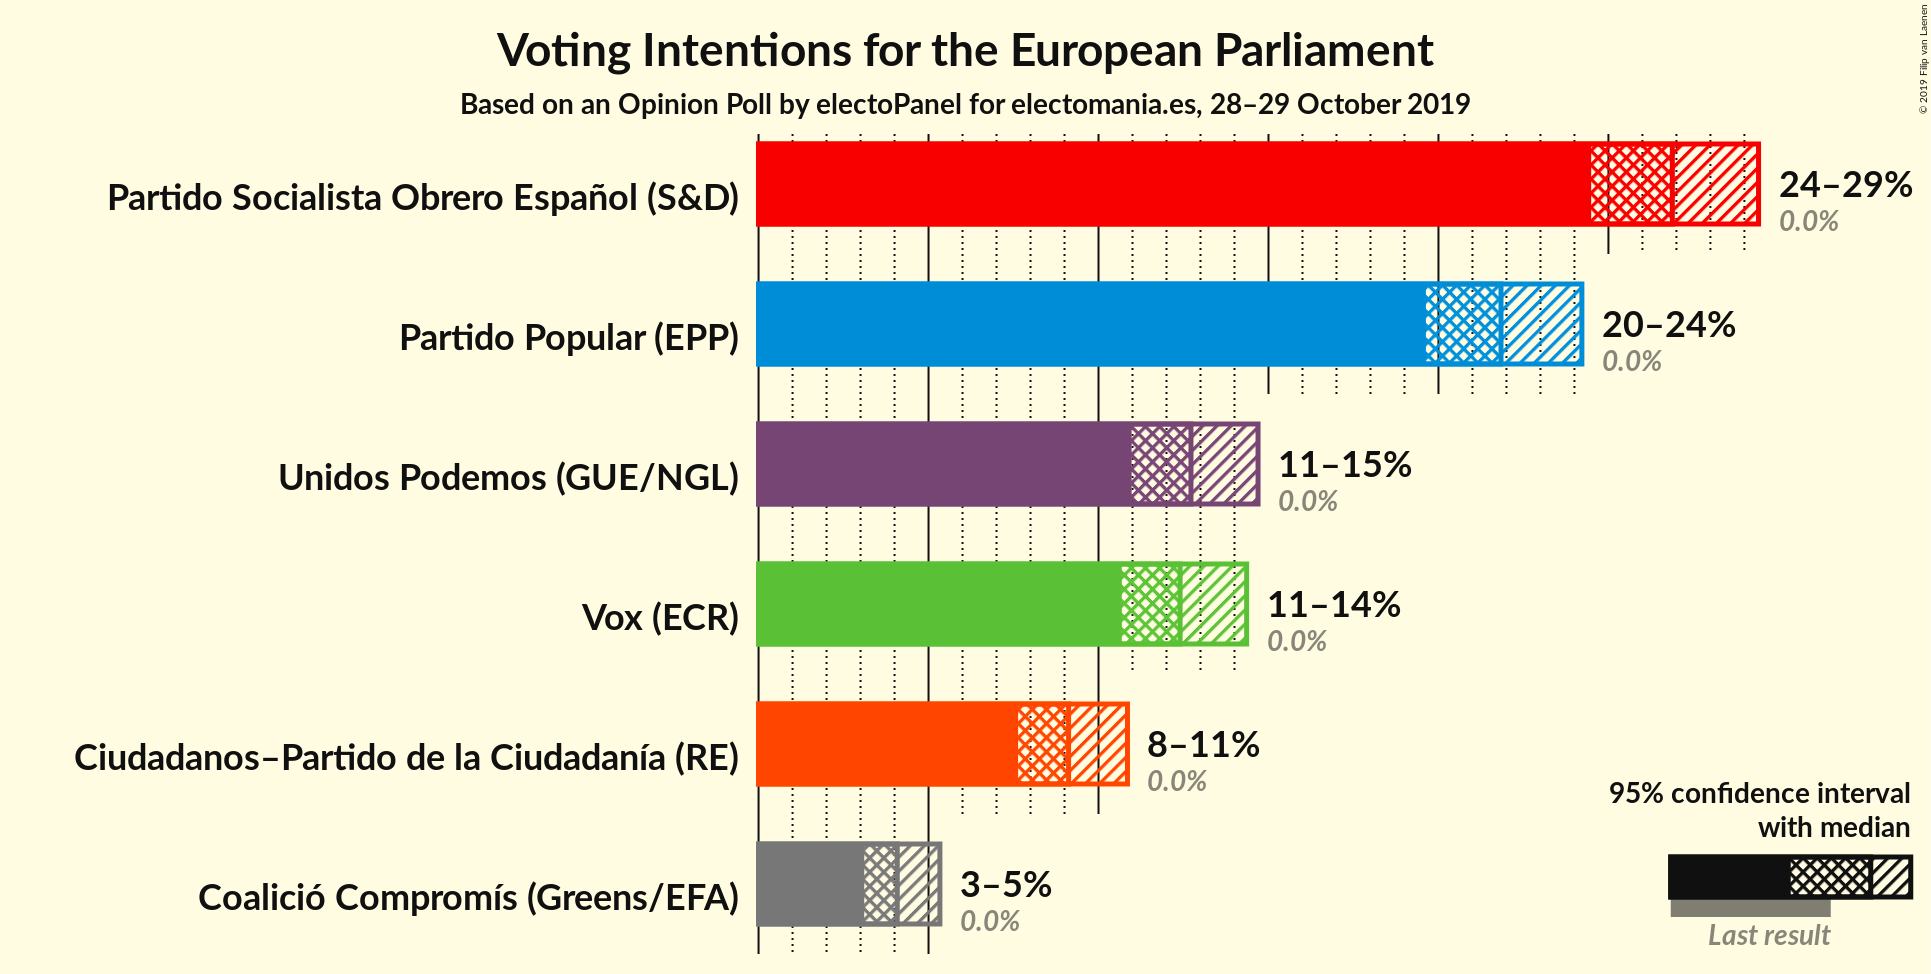 Voting Intentions for the European Parliament
Based on an Opinion Poll by electoPanel for electomania.es, 28–29 October 2019
© 2019 Filip van Laenen
Partido Socialista Obrero Español (S&D)
24–29%
0.0%
Partido Popular (EPP)
20–24%
0.0%
Unidos Podemos (GUE/NGL)
11–15%
0.0%
Vox (ECR)
11–14%
0.0%
Ciudadanos–Partido de la Ciudadanía (RE)
8–11%
0.0%
Coalició Compromís (Greens/EFA)
3–5%
0.0%
95% confidence interval
with median
Last result